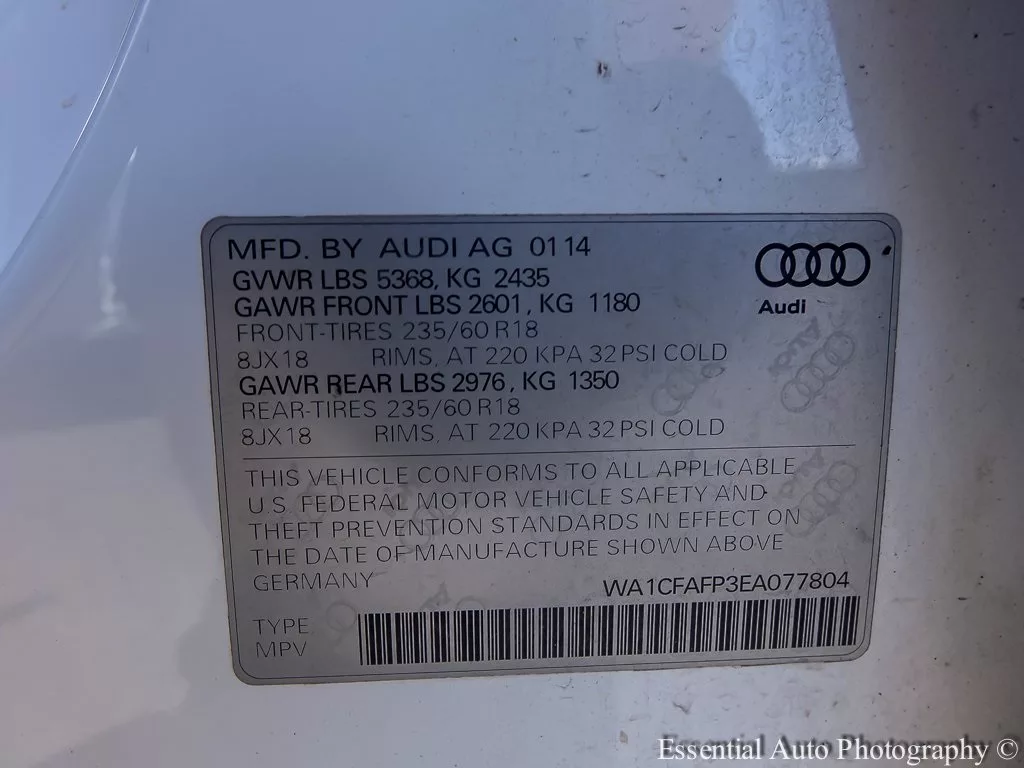 MFD. BY AUDI AG 01 14
GVWR LBS 5368, KG 2435
GAWR FRONT LBS 2601, KG 1180
FRONT-TIRES 235/60 R18
8JX18 RIMS, AT 220 KPA 32 PSI COLD
GAWR REAR LBS 2976, KG 1350
REAR-TIRES 235/60 R18
8JX18 RIMS, AT 220 KPA 32 PSI COLD
Audi
THIS VEHICLE CONFORMS TO ALL APPLICABLE
U.S. FEDERAL MOTOR VEHICLE SAFETY AND
THEFT PREVENTION STANDARDS IN EFFECT ON
THE DATE OF MANUFACTURE SHOWN ABOVE
GERMANY WA1CFAFP3EA077804
TYPE
MPV
Essential Auto Photography ©